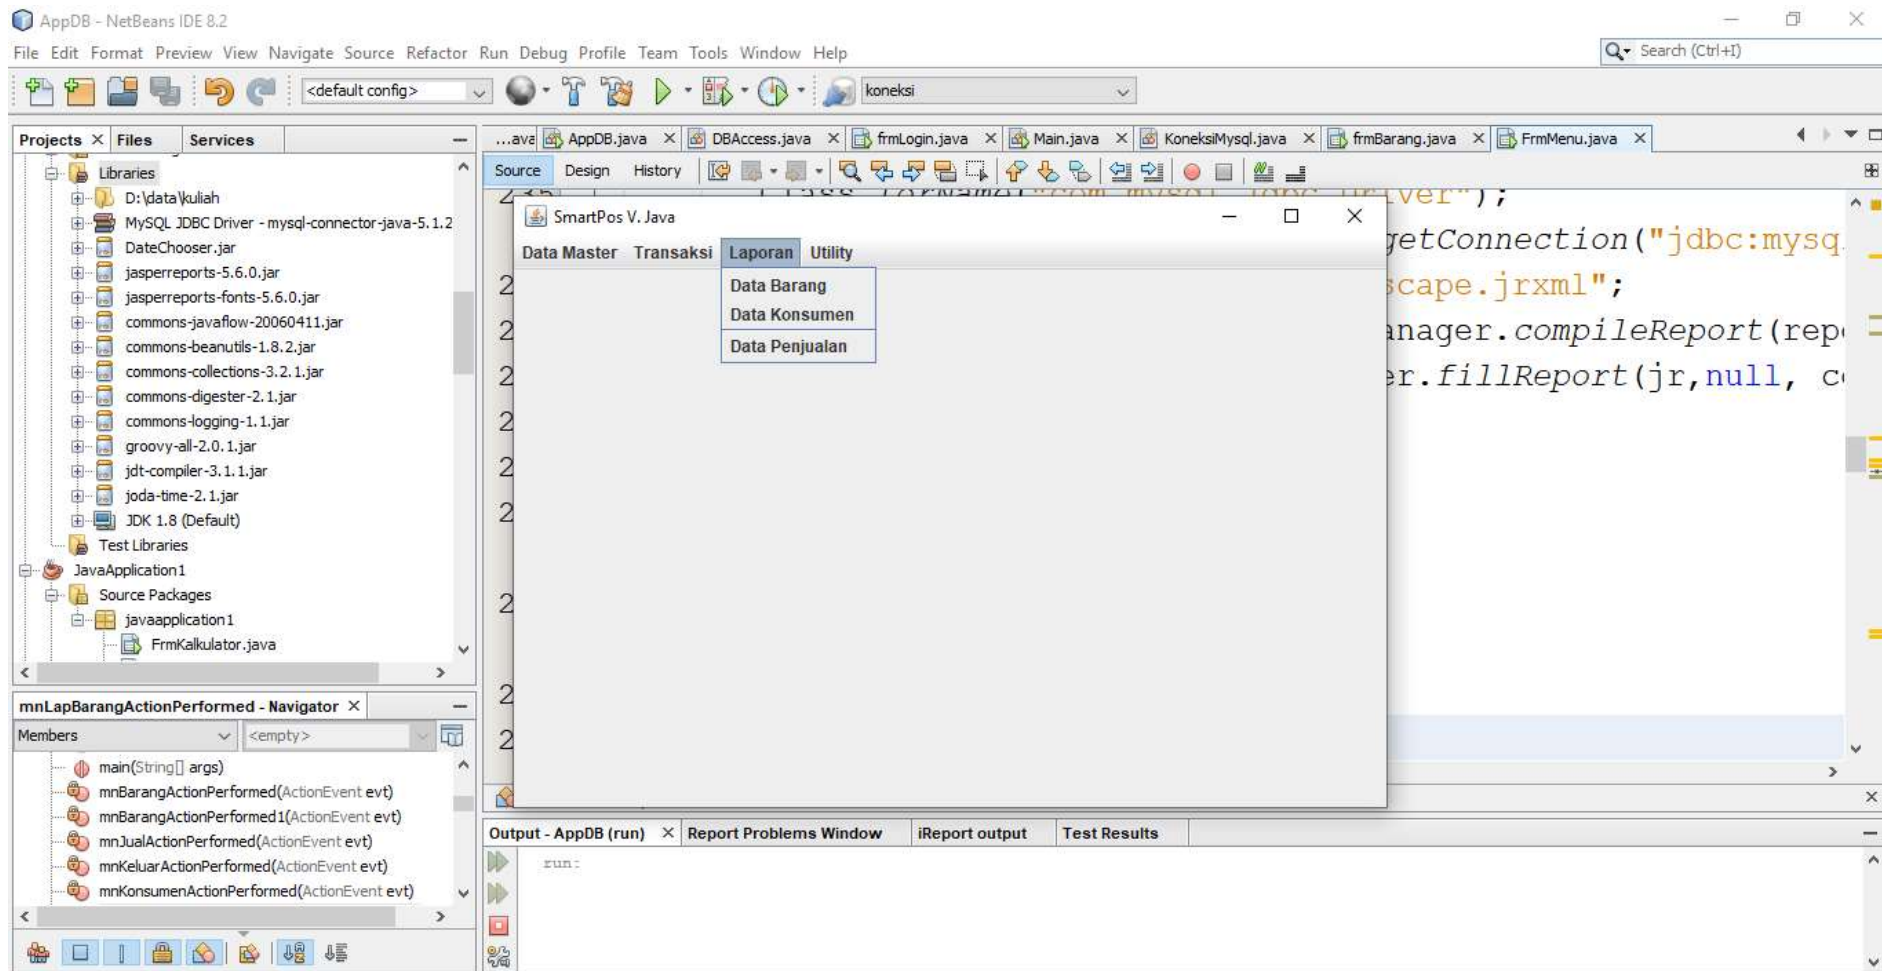 AppDB - NetBeans IDE 8.2
File Edit Format Preview View Navigate Source Refactor Run Debug Profile Team Tools Window Help
Search (Ctrl+I)
<default config>
koneksi
Projects Files Services
Libraries
D:\data\kuliah
MySQL JDBC Driver - mysql-connector-java-5.1.2
DateChooser.jar
jasperreports-5.6.0.jar
jasperreports-fonts-5.6.0.jar
commons-javaflow-20060411.jar
commons-beanutils-1.8.2.jar
commons-collections-3.2.1.jar
commons-digester-2.1.jar
commons-logging-1.1.jar
groovy-all-2.0.1.jar
jdt-compiler-3.1.1.jar
joda-time-2.1.jar
JDK 1.8 (Default)
Test Libraries
JavaApplication1
Source Packages
javaapplication1
FrmKalkulator.java
mnLapBarangActionPerformed - Navigator
Members <empty>
main(String[] args)
mnBarangActionPerformed(ActionEvent evt)
mnBarangActionPerformed1(ActionEvent evt)
mnJualActionPerformed(ActionEvent evt)
mnKeluarActionPerformed(ActionEvent evt)
mnKonsumenActionPerformed(ActionEvent evt)
...ava AppDB.java DBAccess.java frmLogin.java Main.java KoneksiMysql.java frmBarang.java FrmMenu.java
Source Design History
ver");
getConnection("jdbc:mysq
scape.jrxml";
anager.compileReport(rep
er.fillReport(jr,null, c
SmartPos V. Java
Data Master Transaksi Laporan Utility
Data Barang
Data Konsumen
Data Penjualan
Output - AppDB (run) Report Problems Window iReport output Test Results
run: